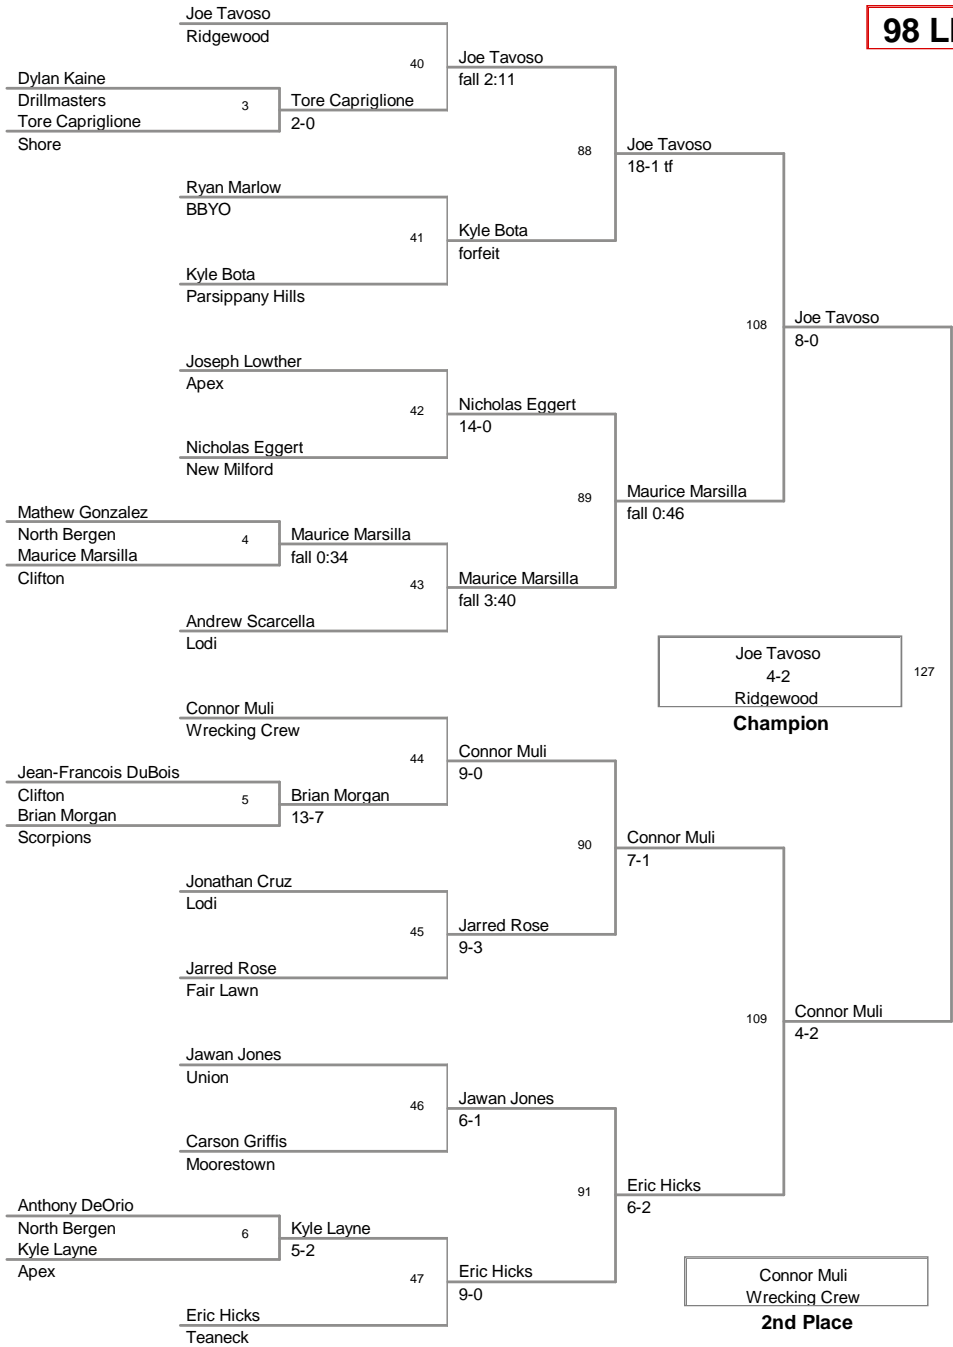 Joe Tavoso
98 L
Ridgewood
40
Joe Tavoso
fall 2:11
Dylan Kaine
Drillmasters
3
Tore Capriglione
Tore Capriglione
2-0
Shore
88
Joe Tavoso
18-1 tf
Ryan Marlow
BBYO
41
Kyle Bota
forfeit
Kyle Bota
Parsippany Hills
108
Joe Tavoso
8-0
Joseph Lowther
Apex
42
Nicholas Eggert
14-0
Nicholas Eggert
New Milford
89
Maurice Marsilla
fall 0:46
Mathew Gonzalez
North Bergen
4
Maurice Marsilla
Maurice Marsilla
fall 0:34
Clifton
43
Maurice Marsilla
fall 3:40
Andrew Scarcella
Lodi
Joe Tavoso
4-2
Ridgewood
127
Champion
Connor Muli
Wrecking Crew
44
Connor Muli
9-0
Jean-Francois DuBois
Clifton
5
Brian Morgan
Brian Morgan
13-7
Scorpions
90
Connor Muli
7-1
Jonathan Cruz
Lodi
45
Jarred Rose
9-3
Jarred Rose
Fair Lawn
109
Connor Muli
4-2
Jawan Jones
Union
46
Jawan Jones
6-1
Carson Griffis
Moorestown
91
Eric Hicks
6-2
Anthony DeOrio
North Bergen
6
Kyle Layne
Kyle Layne
5-2
Apex
47
Eric Hicks
9-0
Eric Hicks
Teaneck
Connor Muli
Wrecking Crew
2nd Place